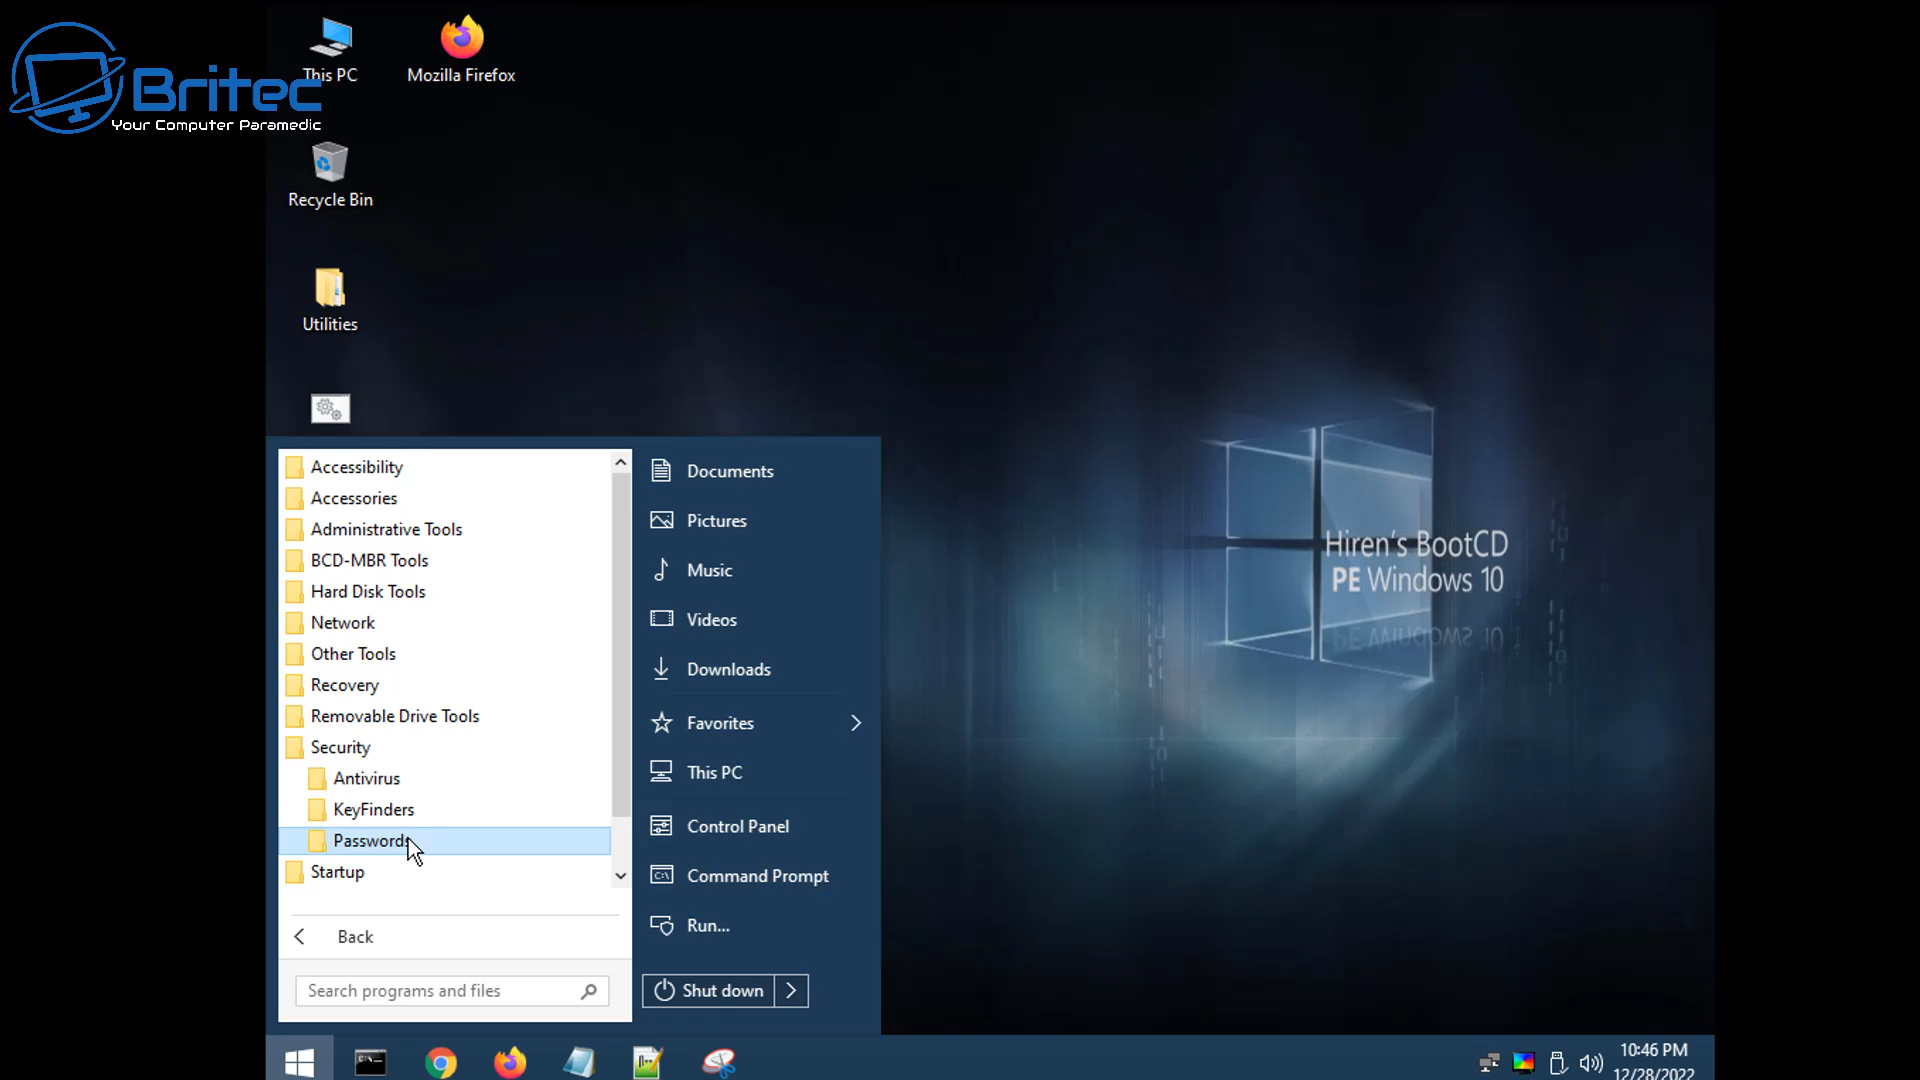 Britec
Your Computer Paramedic
This PC
Mozilla Firefox
Recycle Bin
Utilities
Accessibility
Accessories
Administrative Tools
BCD-MBR Tools
Hard Disk Tools
Network
Other Tools
Recovery
Removable Drive Tools
Security
Antivirus
KeyFinders
Passwords
Startup
Back
Search programs and files
Documents
Pictures
Music
Videos
Downloads
Favorites
This PC
Control Panel
Command Prompt
Run...
Shut down
Hiren's BootCD
PE Windows 10
10:46 PM
12/28/2022